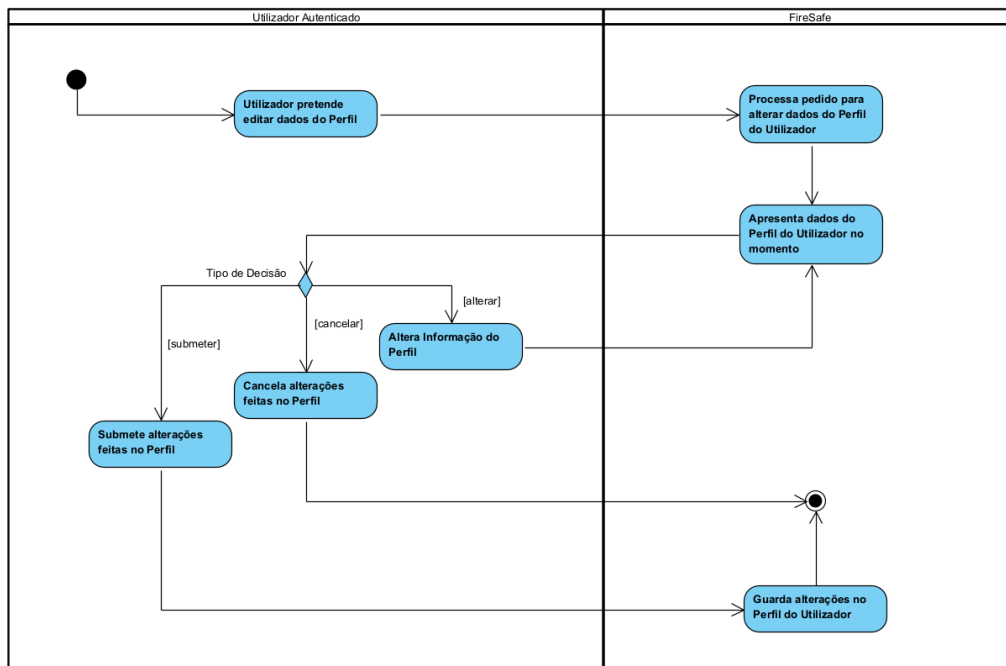 Utilizador Autenticado
FireSafe
Utilizador pretende
editar dados do Perfil
Processa pedido para
alterar dados do Perfil
do Utilizador
Apresenta dados do
Perfil do Utilizador no
momento
Tipo de Decisão
[alterar]
[cancelar]
[submeter]
Altera Informação do
Perfil
Cancela alterações
feitas no Perfil
Submete alterações
feitas no Perfil
Guarda alterações no
Perfil do Utilizador